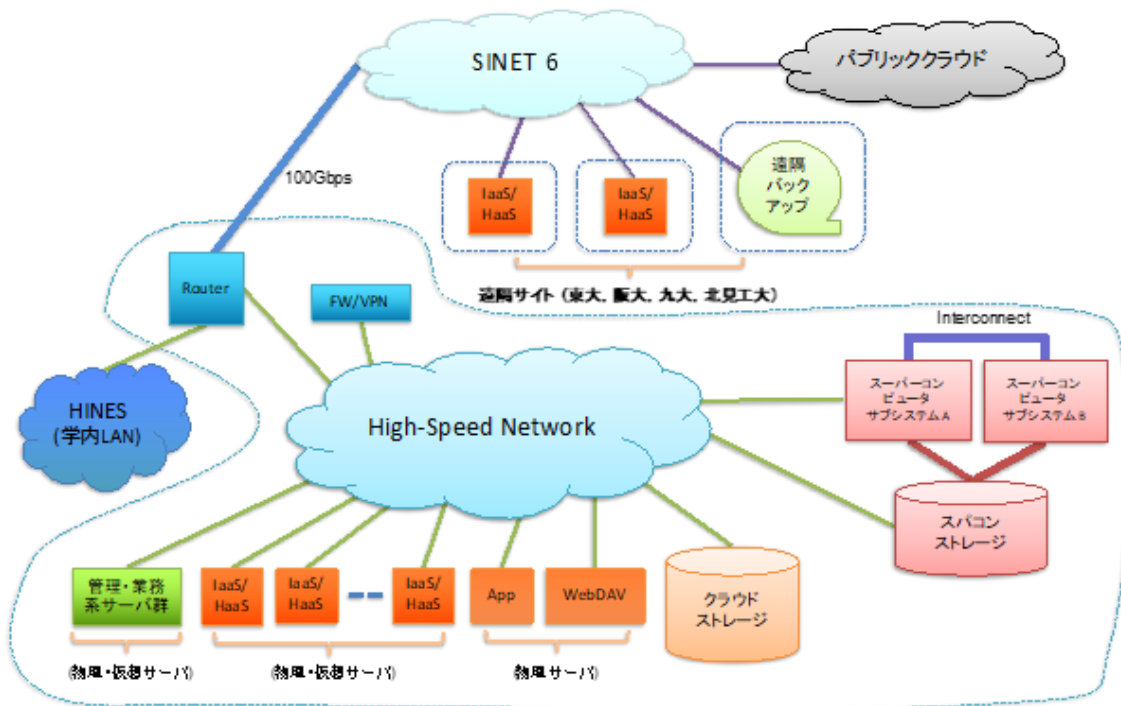 SINET 6
パブリッククラウド
100Gbps
IaaS/
HaaS
IaaS/
HaaS
遠隔
バック
アップ
遠隔サイト (東大, 阪大, 九大, 北見工大)
Router
FW/VPN
Interconnect
HINES
(学内LAN)
High-Speed Network
スーパーコン
ピュータ
サブシステムA
スーパーコン
ピュータ
サブシステムB
スパコン
ストレージ
管理・業務
系サーバ群
IaaS/
HaaS
IaaS/
HaaS
IaaS/
HaaS
App
WebDAV
クラウド
ストレージ
(物理・仮想サーバ)
(物理・仮想サーバ)
(物理サーバ)